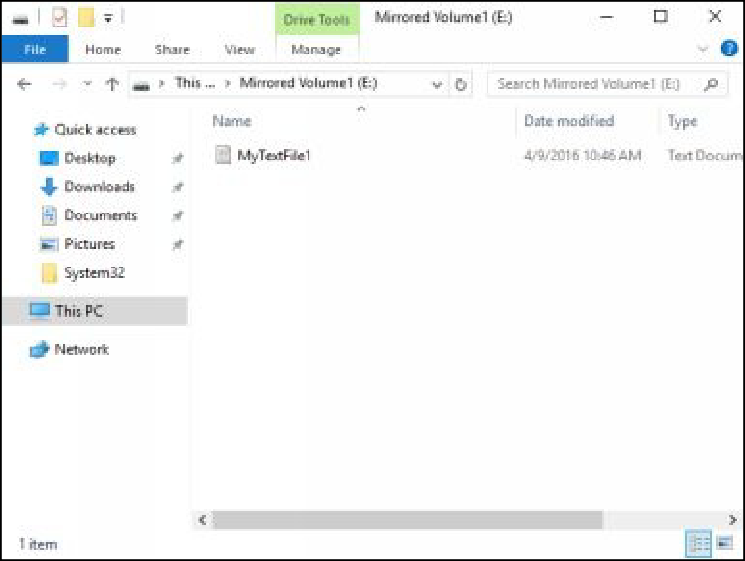 Drive Tools Mirrored Volume1 (E:)
File Home Share View Manage
This ... Mirrored Volume1 (E:) Search Mirrored Volume1 (E:)
Name Date modified Type
Quick access
MyTextFile1 4/9/2016 10:46 AM Text Docum
Desktop
Downloads
Documents
Pictures
System32
This PC
Network
1 item